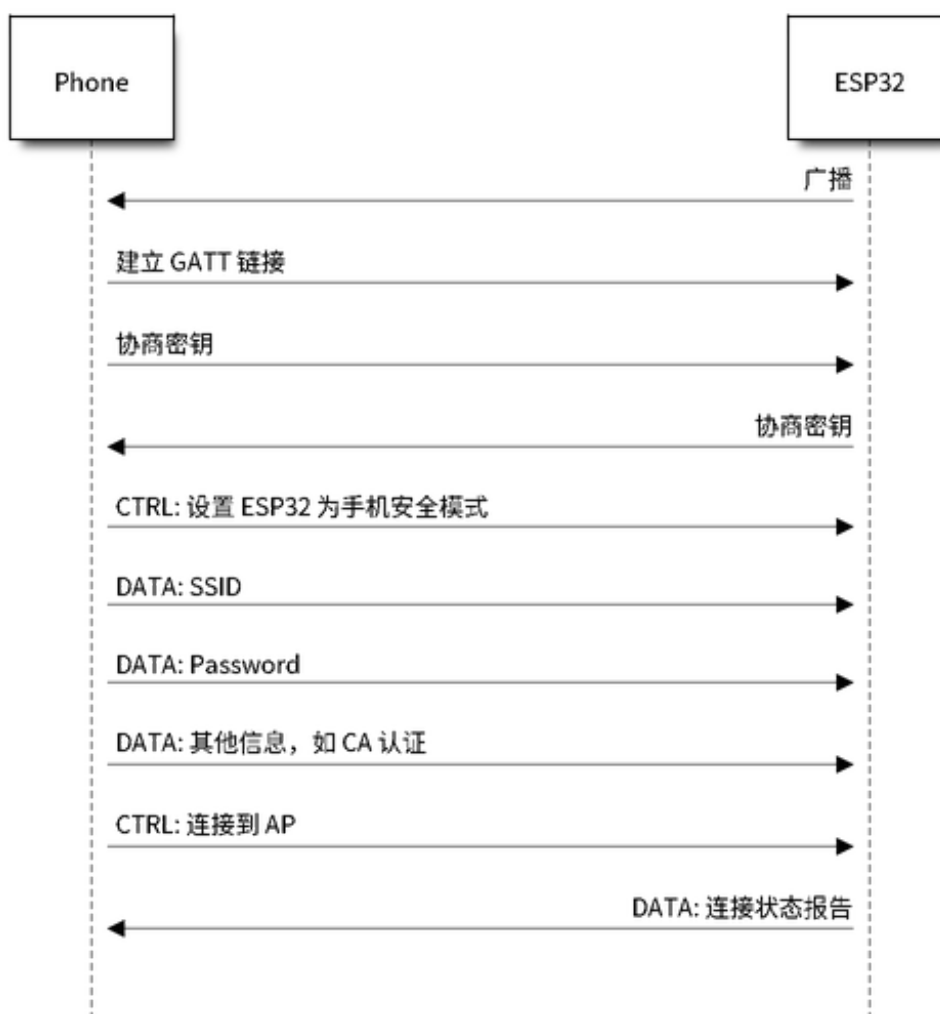 Phone
ESP32
广播
建立 GATT 链接
协商密钥
协商密钥
CTRL: 设置 ESP32 为手机安全模式
DATA: SSID
DATA: Password
DATA: 其他信息，如 CA 认证
CTRL: 连接到 AP
DATA: 连接状态报告